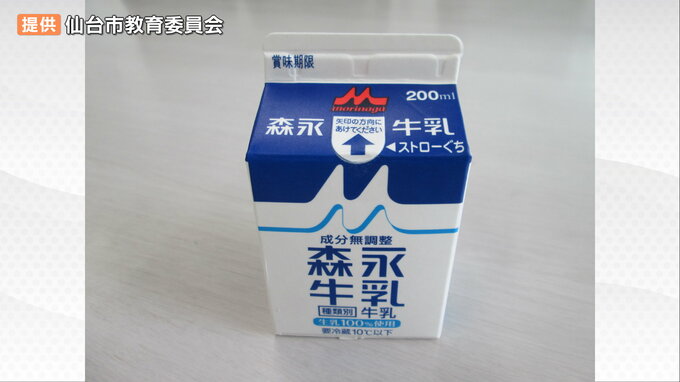 提供 仙台市教育委員会
賞味期限
morinaga
200ml
森永 牛乳
矢印の方向に
あけてください
◀ストローぐち
成分無調整
森永
牛乳
種類別 牛乳
生乳100%使用
要冷蔵10℃以下